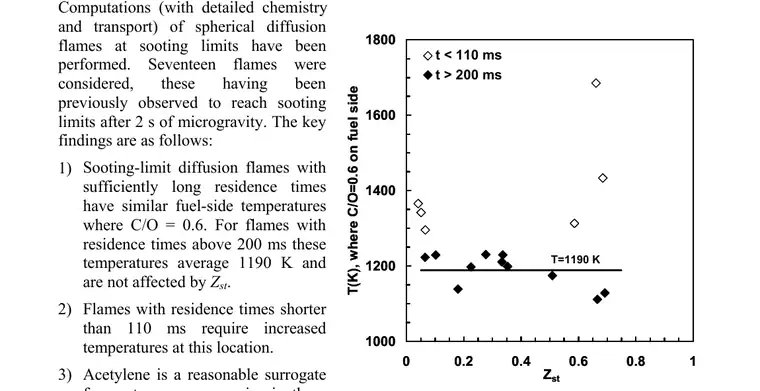 Computations (with detailed chemistry
and transport) of spherical diffusion
flames at sooting limits have been
performed. Seventeen flames were
considered, these having been
previously observed to reach sooting
limits after 2 s of microgravity. The key
findings are as follows:
1) Sooting-limit diffusion flames with
sufficiently long residence times
have similar fuel-side temperatures
where C/O = 0.6. For flames with
residence times above 200 ms these
temperatures average 1190 K and
are not affected by Zst.
2) Flames with residence times shorter
than 110 ms require increased
temperatures at this location.
3) Acetylene is a reasonable surrogate
T(K), where C/O=0.6 on fuel side
1800
1600
1400
1200
1000
t < 110 ms
t > 200 ms
T=1190 K
0 0.2 0.4 0.6 0.8 1
Zst